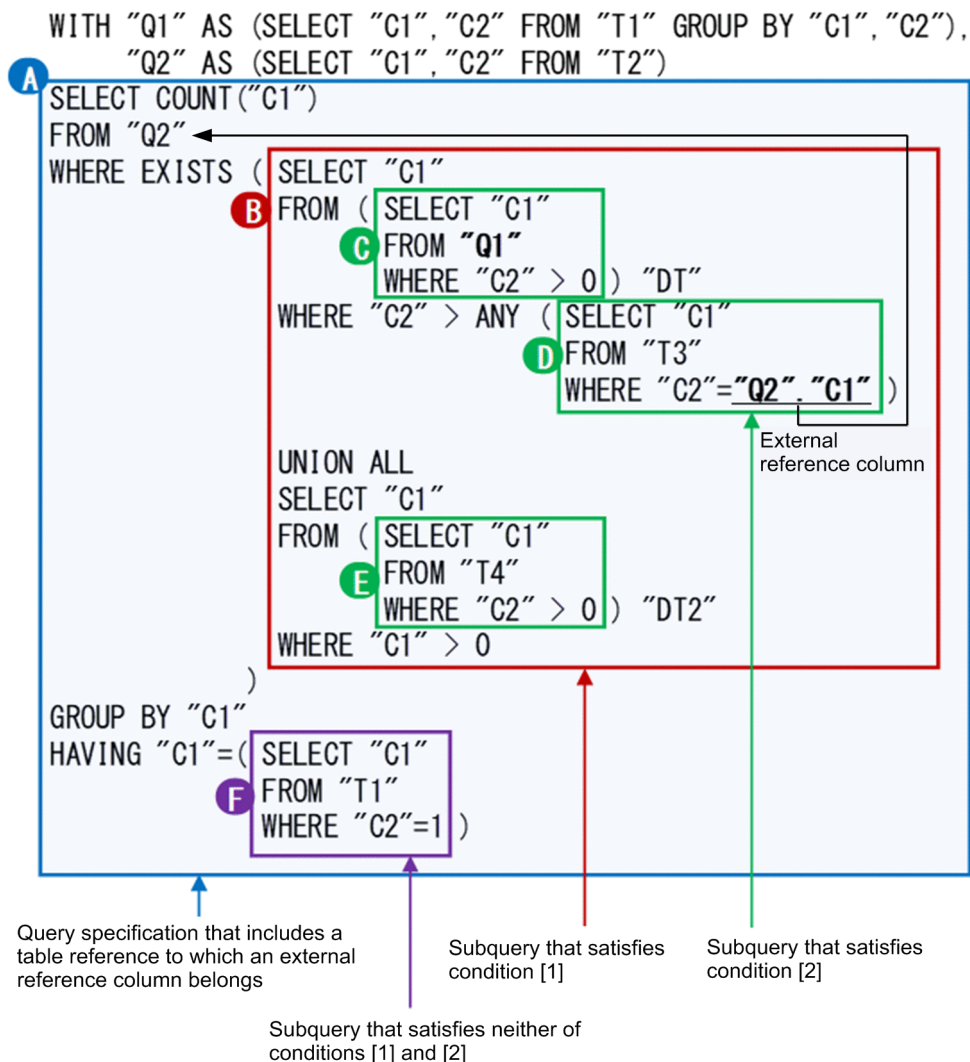 WITH "Q1" AS (SELECT "C1","C2" FROM "T1" GROUP BY "C1","C2"),
"Q2" AS (SELECT "C1","C2" FROM "T2")
A
SELECT COUNT("C1")
FROM "Q2"
WHERE EXISTS ( SELECT "C1"
B FROM ( SELECT "C1"
C FROM "Q1"
WHERE "C2" > 0 ) "DT"
WHERE "C2" > ANY ( SELECT "C1"
D FROM "T3"
WHERE "C2"="Q2"."C1" )
External
reference column
UNION ALL
SELECT "C1"
FROM ( SELECT "C1"
E FROM "T4"
WHERE "C2" > 0 ) "DT2"
WHERE "C1" > 0
)
GROUP BY "C1"
HAVING "C1"=( SELECT "C1"
F FROM "T1"
WHERE "C2"=1 )
Query specification that includes a
table reference to which an external
reference column belongs
Subquery that satisfies
condition [1]
Subquery that satisfies
condition [2]
Subquery that satisfies neither of
conditions [1] and [2]